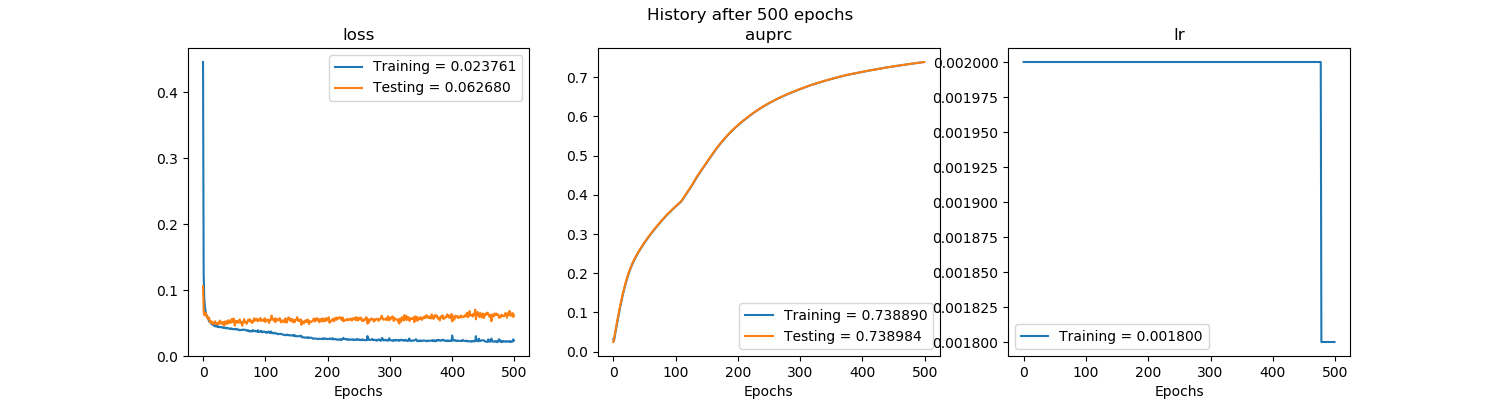 History after 500 epochs
loss
Training = 0.023761
Testing = 0.062680
0.4
0.3
0.2
0.1
0.0
0 100 200 300 400 500
Epochs
auprc
0.7
0.6
0.5
0.4
0.3
0.2
0.1
0.0
Training = 0.738890
Testing = 0.738984
0 100 200 300 400 500
Epochs
lr
0.002000
0.001975
0.001950
0.001925
0.001900
0.001875
0.001850
0.001825
0.001800
Training = 0.001800
0 100 200 300 400 500
Epochs